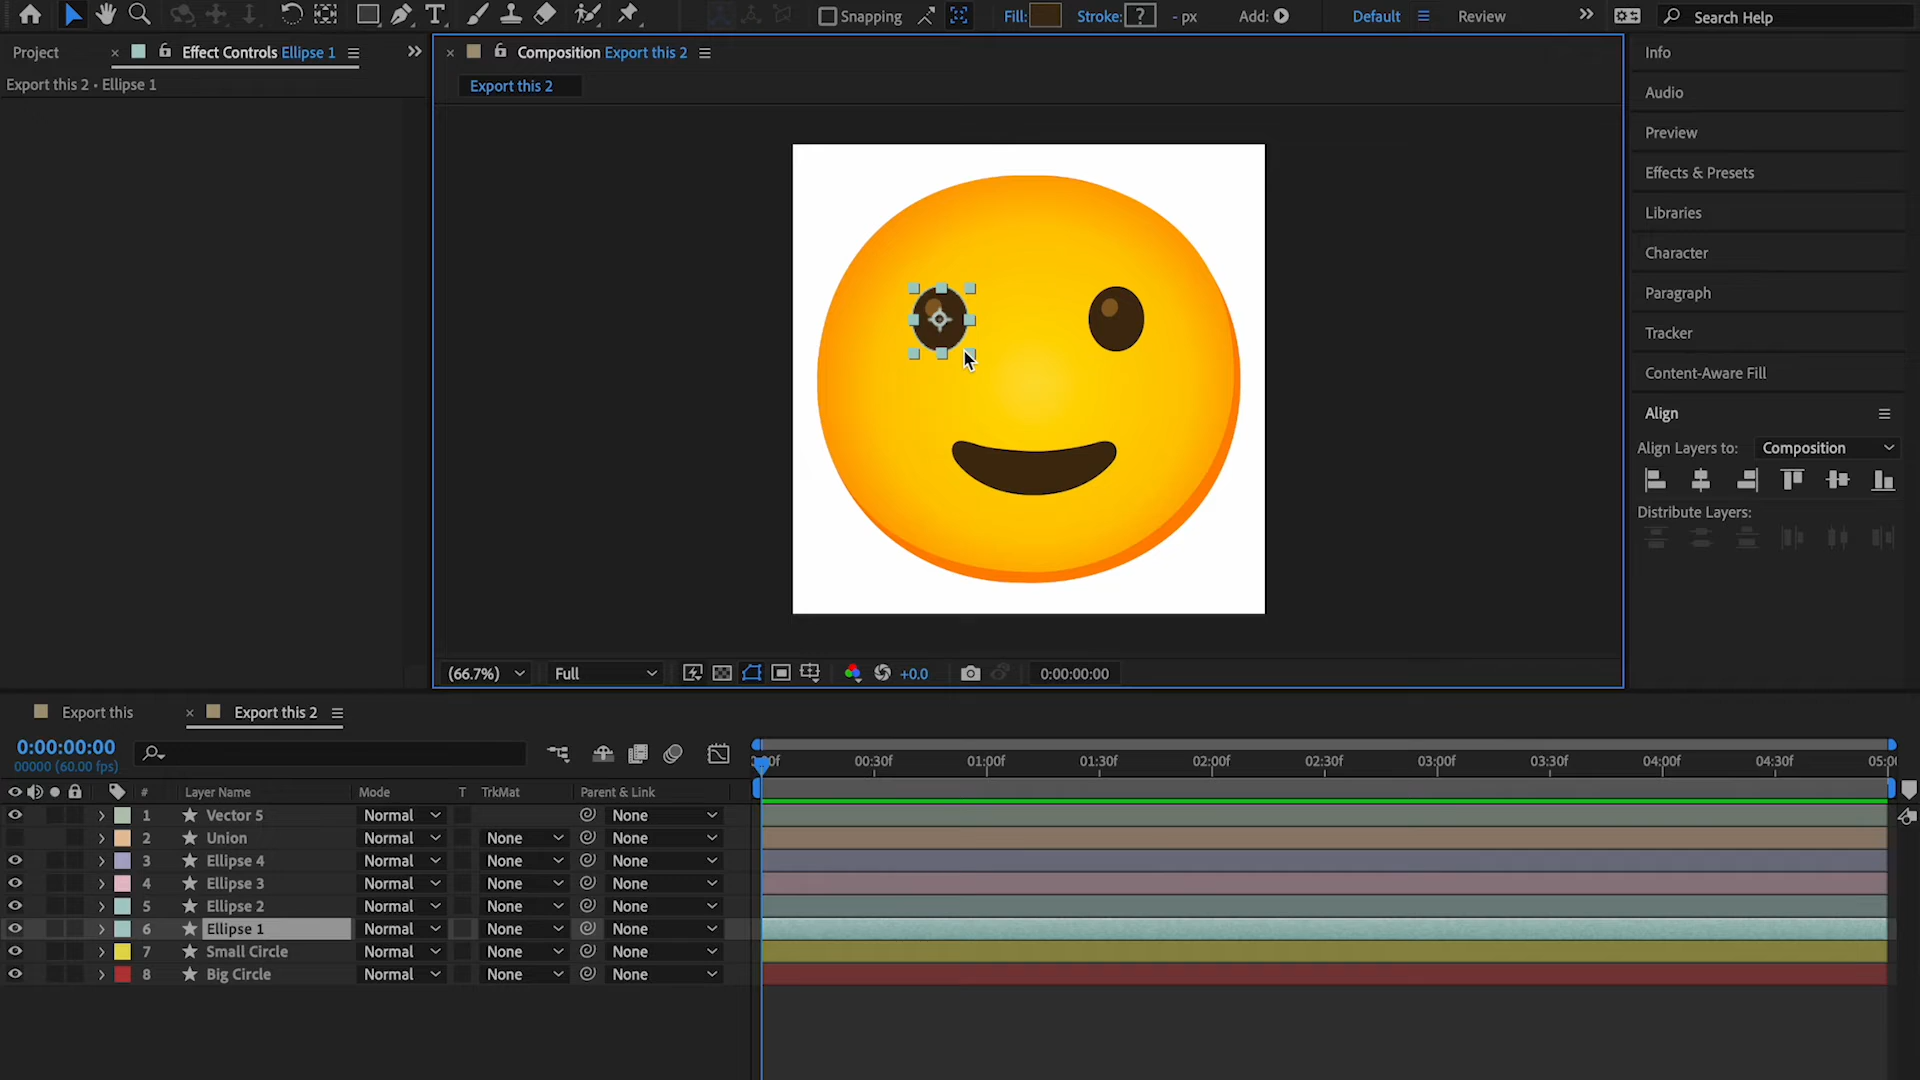 Snapping
Fill:
Stroke:
?
- px
Add:
Default
Review
Search Help
Project
Effect Controls Ellipse 1
Composition Export this 2
Export this 2 • Ellipse 1
Export this 2
Info
Audio
Preview
Effects & Presets
Libraries
Character
Paragraph
Tracker
Content-Aware Fill
Align
Align Layers to:
Composition
Distribute Layers:
(66.7%)
Full
+0.0
0:00:00:00
Export this
Export this 2
0:00:00:00
00000 (60.00 fps)
00:30f
01:00f
01:30f
02:00f
02:30f
03:00f
03:30f
04:00f
04:30f
# Layer Name Mode T TrkMat Parent & Link
1 Vector 5 Normal None
2 Union Normal None None
3 Ellipse 4 Normal None None
4 Ellipse 3 Normal None None
5 Ellipse 2 Normal None None
6 Ellipse 1 Normal None None
7 Small Circle Normal None None
8 Big Circle Normal None None